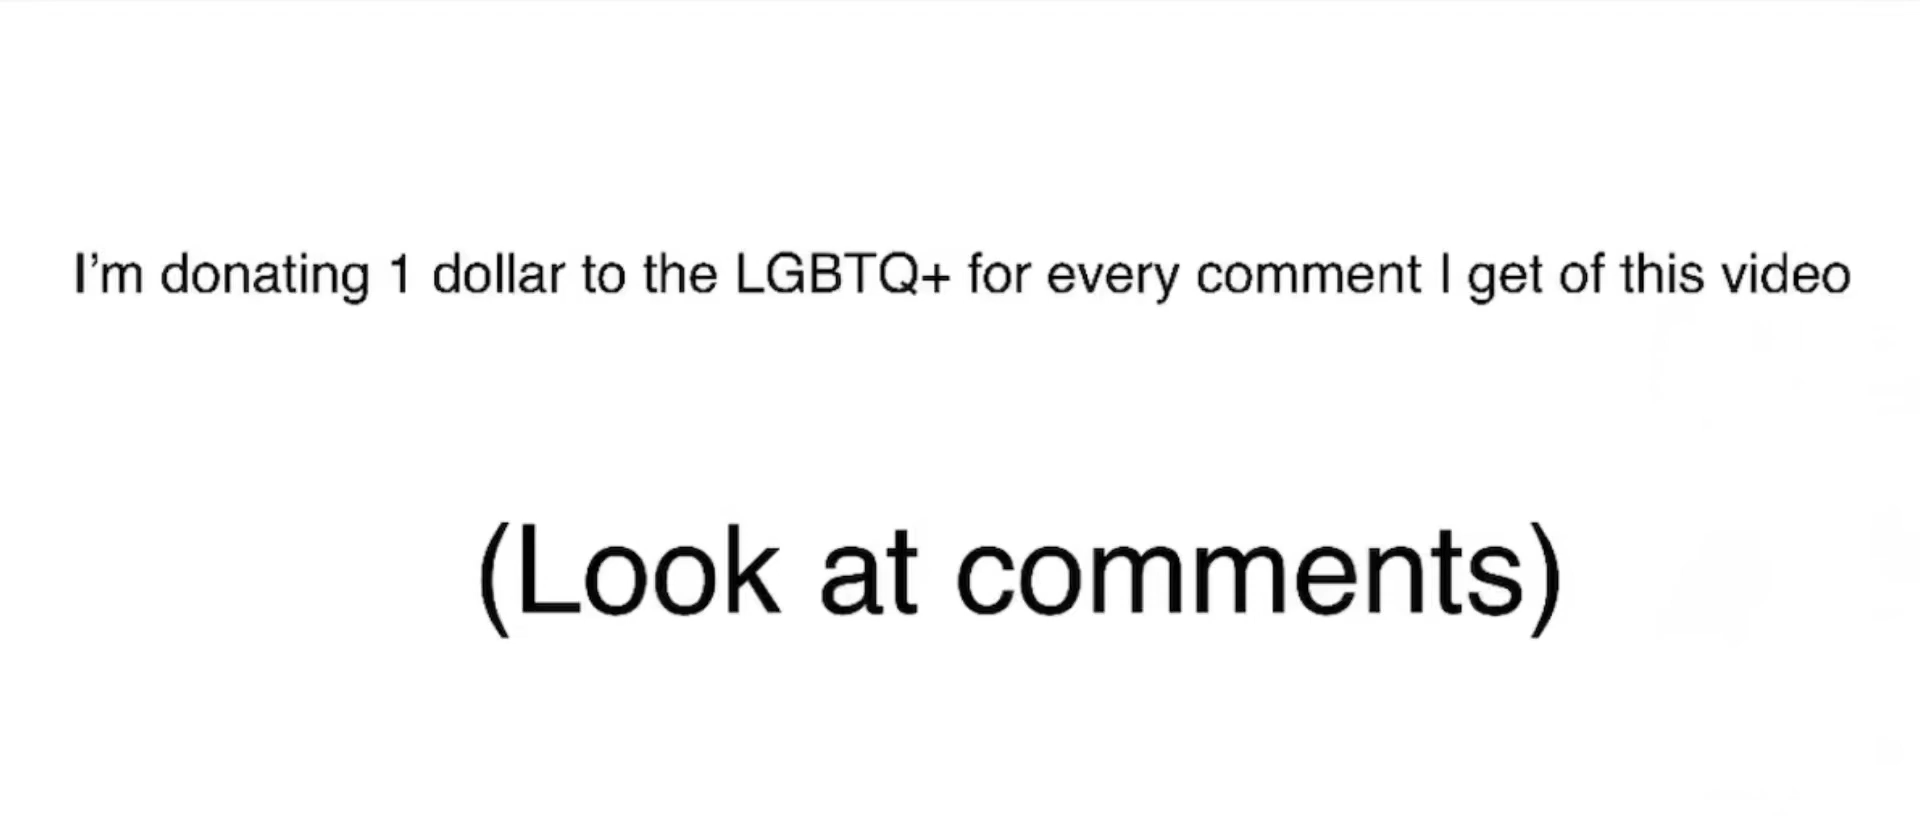 I’m donating 1 dollar to the LGBTQ+ for every comment I get of this video
(Look at comments)